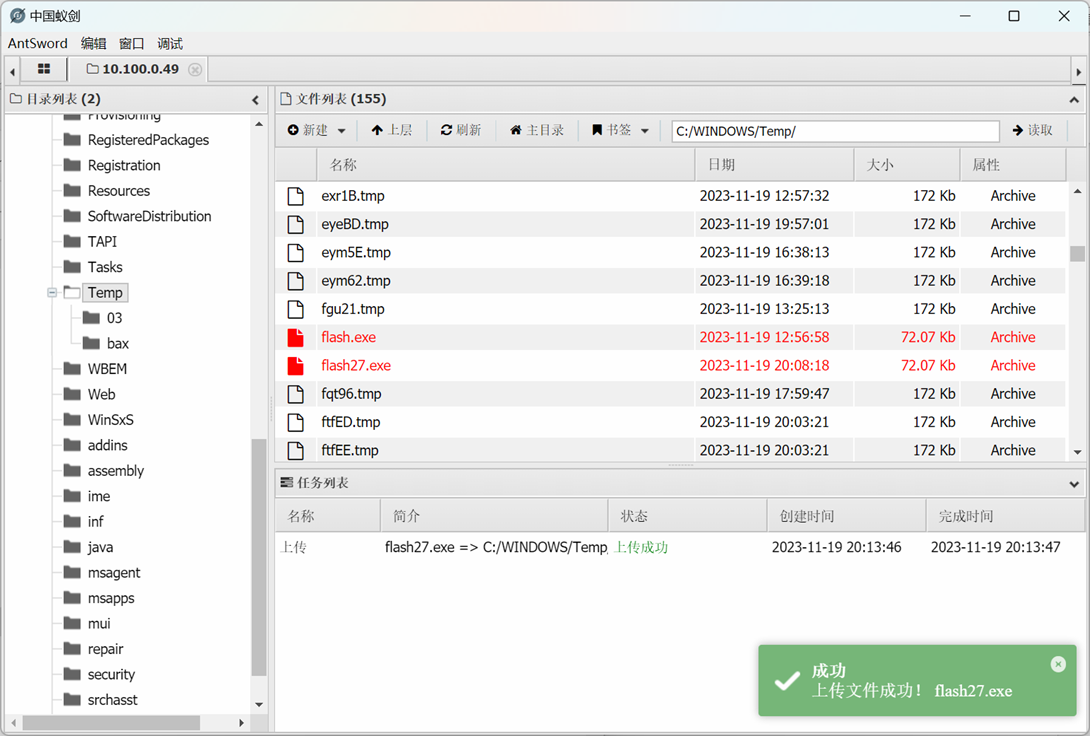 中国蚁剑
AntSword 编辑 窗口 调试
10.100.0.49
目录列表 (2)
Provisioning
RegisteredPackages
Registration
Resources
SoftwareDistribution
TAPI
Tasks
Temp
03
bax
WBEM
Web
WinSxS
addins
assembly
ime
inf
java
msagent
msapps
mui
repair
security
srchasst
文件列表 (155)
新建 上层 刷新 主目录 书签 C:/WINDOWS/Temp/ 读取
名称 日期 大小 属性
exr1B.tmp 2023-11-19 12:57:32 172 Kb Archive
eyeBD.tmp 2023-11-19 19:57:01 172 Kb Archive
eym5E.tmp 2023-11-19 16:38:13 172 Kb Archive
eym62.tmp 2023-11-19 16:39:18 172 Kb Archive
fgu21.tmp 2023-11-19 13:25:13 172 Kb Archive
flash.exe 2023-11-19 12:56:58 72.07 Kb Archive
flash27.exe 2023-11-19 20:08:18 72.07 Kb Archive
fqt96.tmp 2023-11-19 17:59:47 172 Kb Archive
ftfED.tmp 2023-11-19 20:03:21 172 Kb Archive
ftfEE.tmp 2023-11-19 20:03:21 172 Kb Archive
任务列表
名称 简介 状态 创建时间 完成时间
上传 flash27.exe => C:/WINDOWS/Temp 上传成功 2023-11-19 20:13:46 2023-11-19 20:13:47
成功
上传文件成功! flash27.exe